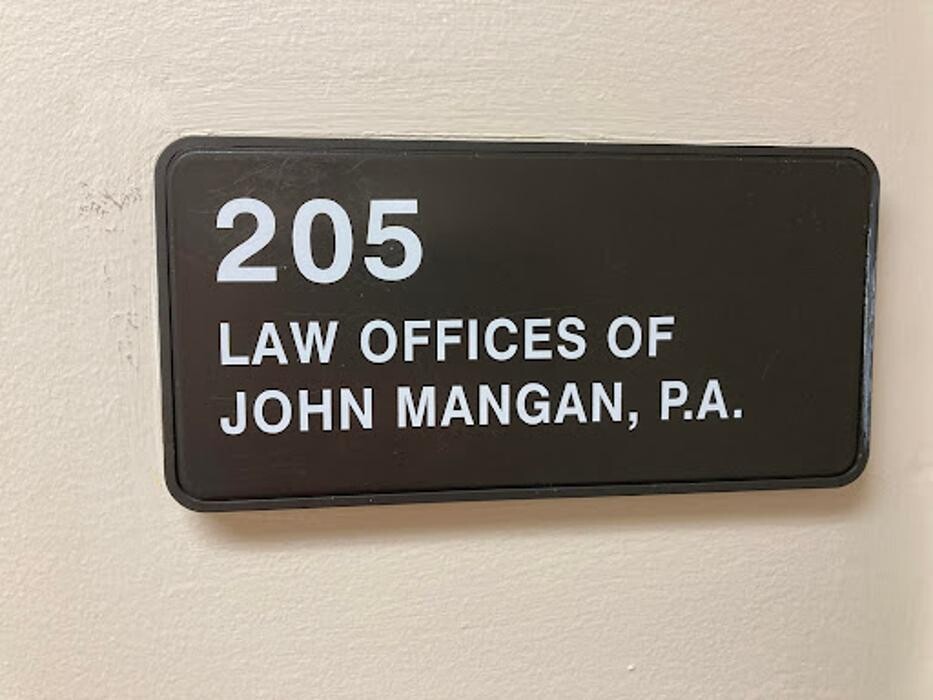 205
LAW OFFICES OF
JOHN MANGAN, P.A.